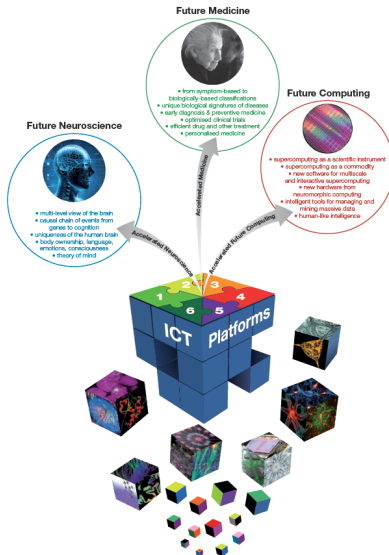 Future Medicine
• from symptom-based to
biologically-based classifications
• unique biological signatures of diseases
• early diagnosis & preventive medicine
• optimised clinical trials
• efficient drug and other treatment
• personalised medicine
Future Computing
• supercomputing as a scientific instrument
• supercomputing as a commodity
• new software for multiscale
and interactive supercomputing
• new hardware from
neuromorphic computing
• intelligent tools for managing and
mining massive data
• human-like intelligence
Future Neuroscience
• multi-level view of the brain
• causal chain of events from
genes to cognition
• uniqueness of the human brain
• body ownership, language,
emotions, consciousness
• theory of mind
Accelerated Neuroscience
Accelerated Medicine
Accelerated Future Computing
1
2
3
4
5
6
ICT
Platforms